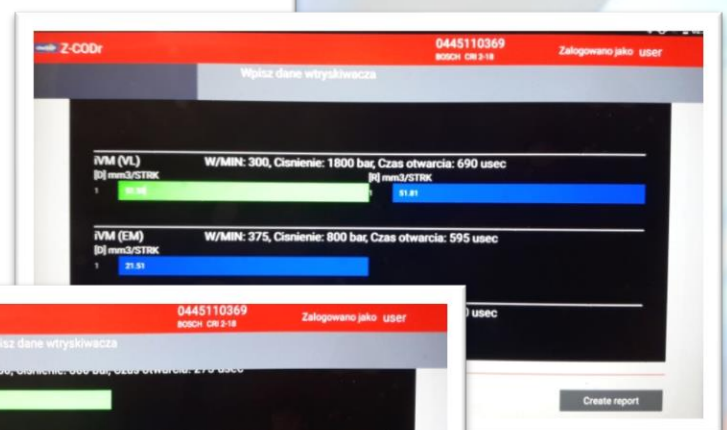 Z-CODr
0445110369
BOSCH CRI 2-18
Zalogowano jako user
Wpisz dane wtryskiwacza
iVM (VL) W/MIN: 300, Cisnienie: 1800 bar, Czas otwarcia: 690 usec
[D] mm3/STRK [R] mm3/STRK
1 51.81
iVM (EM) W/MIN: 375, Cisnienie: 800 bar, Czas otwarcia: 595 usec
[D] mm3/STRK
1 21.51
usec
Create report
0445110369
BOSCH CRI 2-18
Zalogowano jako user
isz dane wtryskiwacza